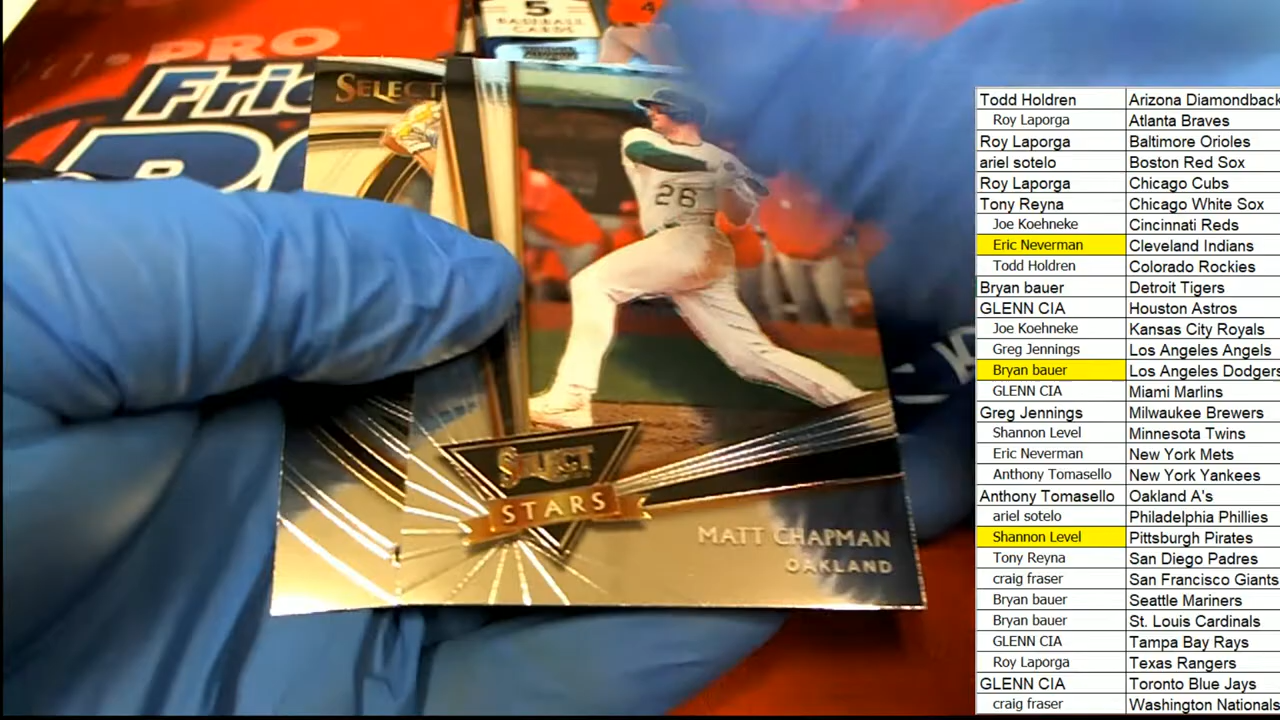 5
BASEBALL
CARDS
4
PRO
Fric
SELECT
26
SELECT
STARS
MATT CHAPMAN
OAKLAND
Todd Holdren Arizona Diamondback
Roy Laporga Atlanta Braves
Roy Laporga Baltimore Orioles
ariel sotelo Boston Red Sox
Roy Laporga Chicago Cubs
Tony Reyna Chicago White Sox
Joe Koehneke Cincinnati Reds
Eric Neverman Cleveland Indians
Todd Holdren Colorado Rockies
Bryan bauer Detroit Tigers
GLENN CIA Houston Astros
Joe Koehneke Kansas City Royals
Greg Jennings Los Angeles Angels
Bryan bauer Los Angeles Dodgers
GLENN CIA Miami Marlins
Greg Jennings Milwaukee Brewers
Shannon Level Minnesota Twins
Eric Neverman New York Mets
Anthony Tomasello New York Yankees
Anthony Tomasello Oakland A's
ariel sotelo Philadelphia Phillies
Shannon Level Pittsburgh Pirates
Tony Reyna San Diego Padres
craig fraser San Francisco Giants
Bryan bauer Seattle Mariners
Bryan bauer St. Louis Cardinals
GLENN CIA Tampa Bay Rays
Roy Laporga Texas Rangers
GLENN CIA Toronto Blue Jays
craig fraser Washington Nationals